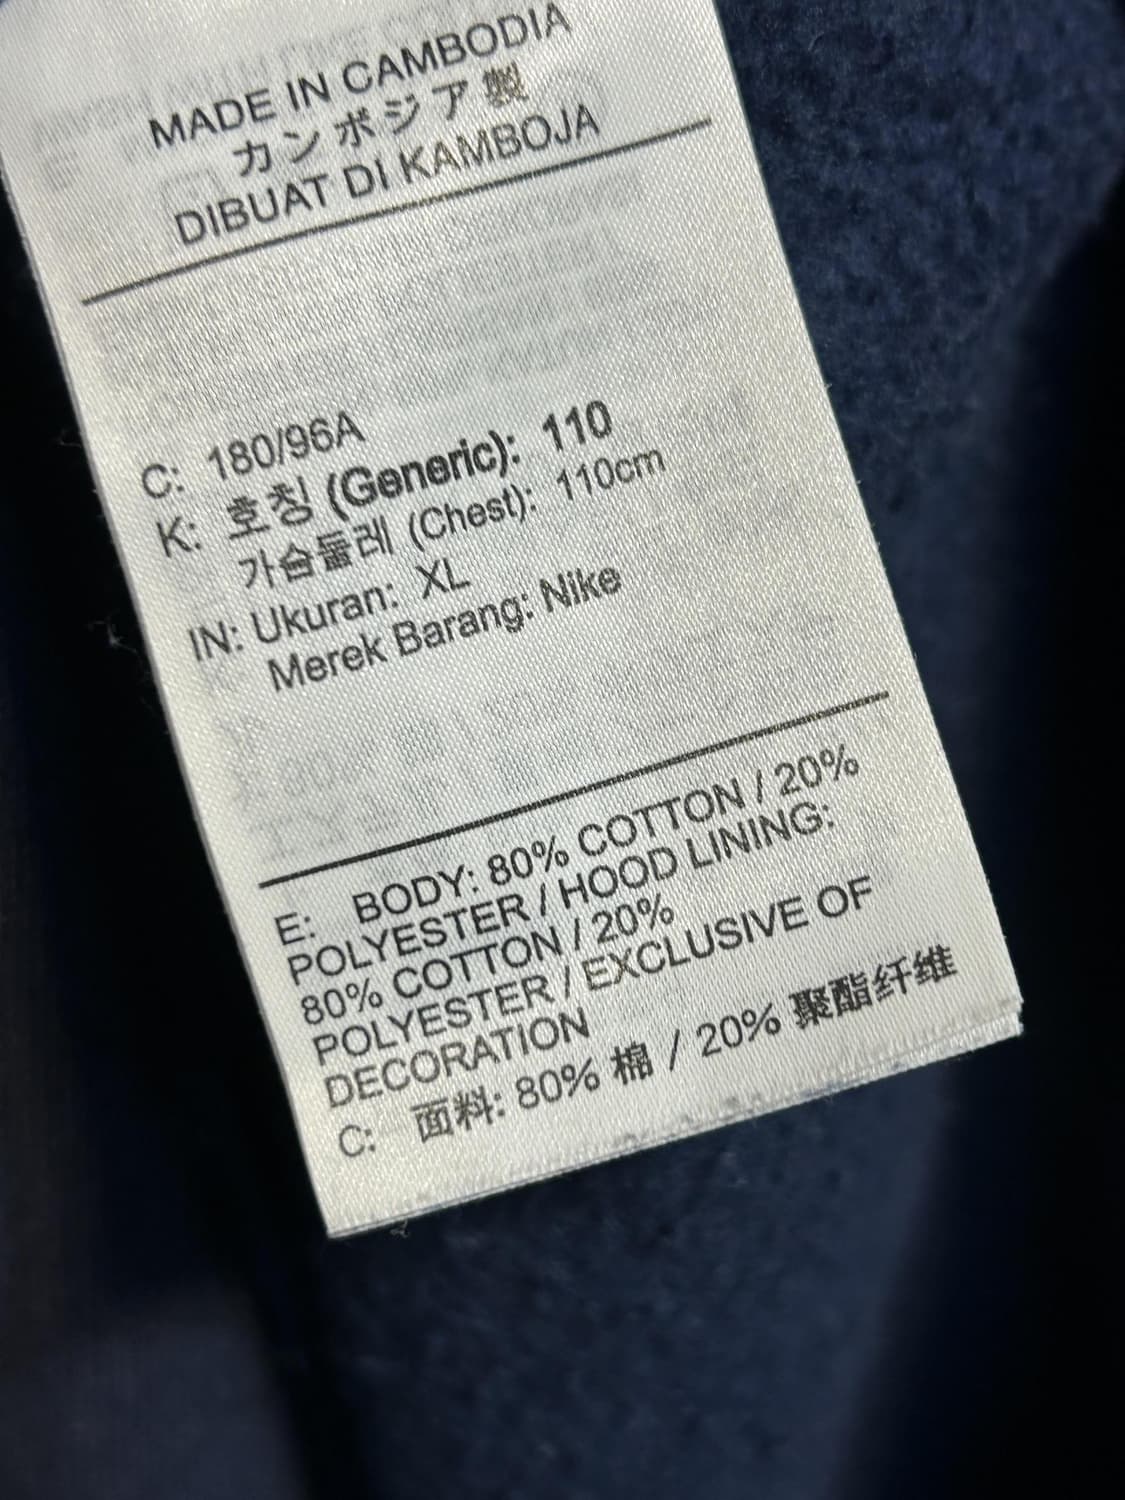 MADE IN CAMBODIA
カンボジア製
DIBUAT DI KAMBOJA
C: 180/96A
K: 호칭 (Generic): 110
가슴둘레 (Chest): 110cm
IN: Ukuran: XL
Merek Barang: Nike
E: BODY: 80% COTTON / 20%
POLYESTER / HOOD LINING:
80% COTTON / 20%
POLYESTER / EXCLUSIVE OF
DECORATION
C: 面料: 80% 棉 / 20% 聚酯纤维